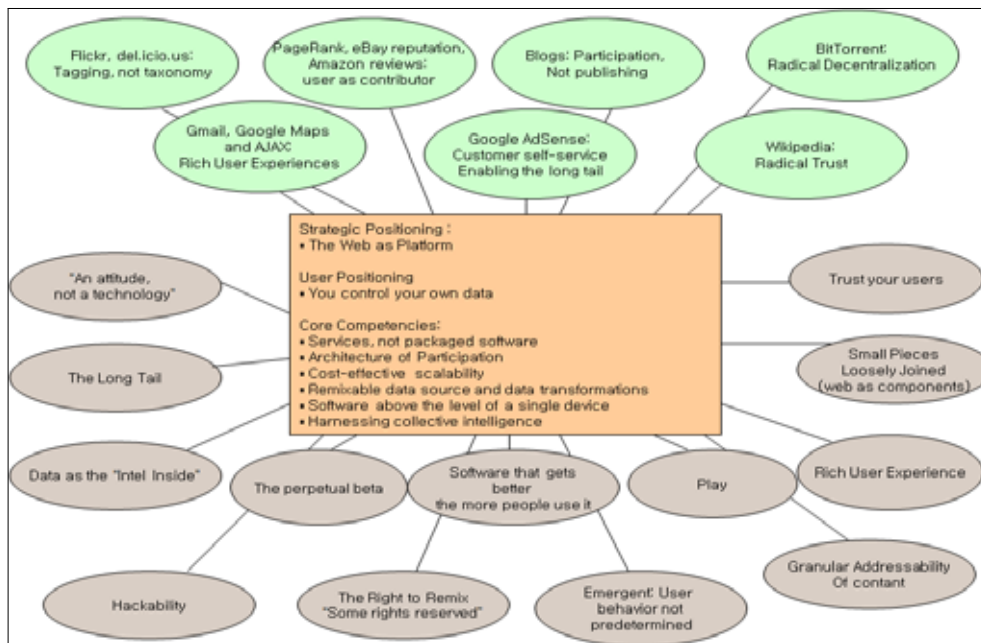 Flickr, del.icio.us:
Tagging, not taxonomy
PageRank, eBay reputation,
Amazon reviews:
user as contributor
Blogs: Participation,
Not publishing
BitTorrent:
Radical Decentralization
Gmail, Google Maps
and AJAX:
Rich User Experiences
Google AdSense:
Customer self-service
Enabling the long tail
Wikipedia:
Radical Trust
Strategic Positioning :
▪ The Web as Platform
User Positioning
▪ You control your own data
Core Competencies:
▪ Services, not packaged software
▪ Architecture of Participation
▪ Cost-effective scalability
▪ Remixable data source and data transformations
▪ Software above the level of a single device
▪ Harnessing collective intelligence
"An attitude,
not a technology"
Trust your users
The Long Tail
Small Pieces
Loosely Joined
(web as components)
Data as the "Intel Inside"
The perpetual beta
Software that gets
better
the more people use it
Play
Rich User Experience
Hackability
The Right to Remix
"Some rights reserved"
Emergent: User
behavior not
predetermined
Granular Addressability
Of contant